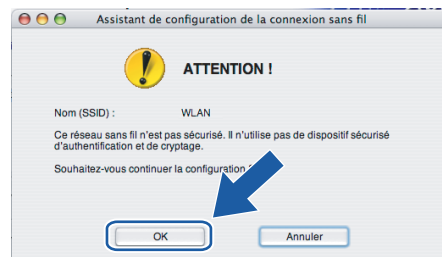 Assistant de configuration de la connexion sans fil
ATTENTION !
Nom (SSID) : WLAN
Ce réseau sans fil n'est pas sécurisé. Il n'utilise pas de dispositif sécurisé
d'authentification et de cryptage.
Souhaitez-vous continuer la configuration
OK
Annuler